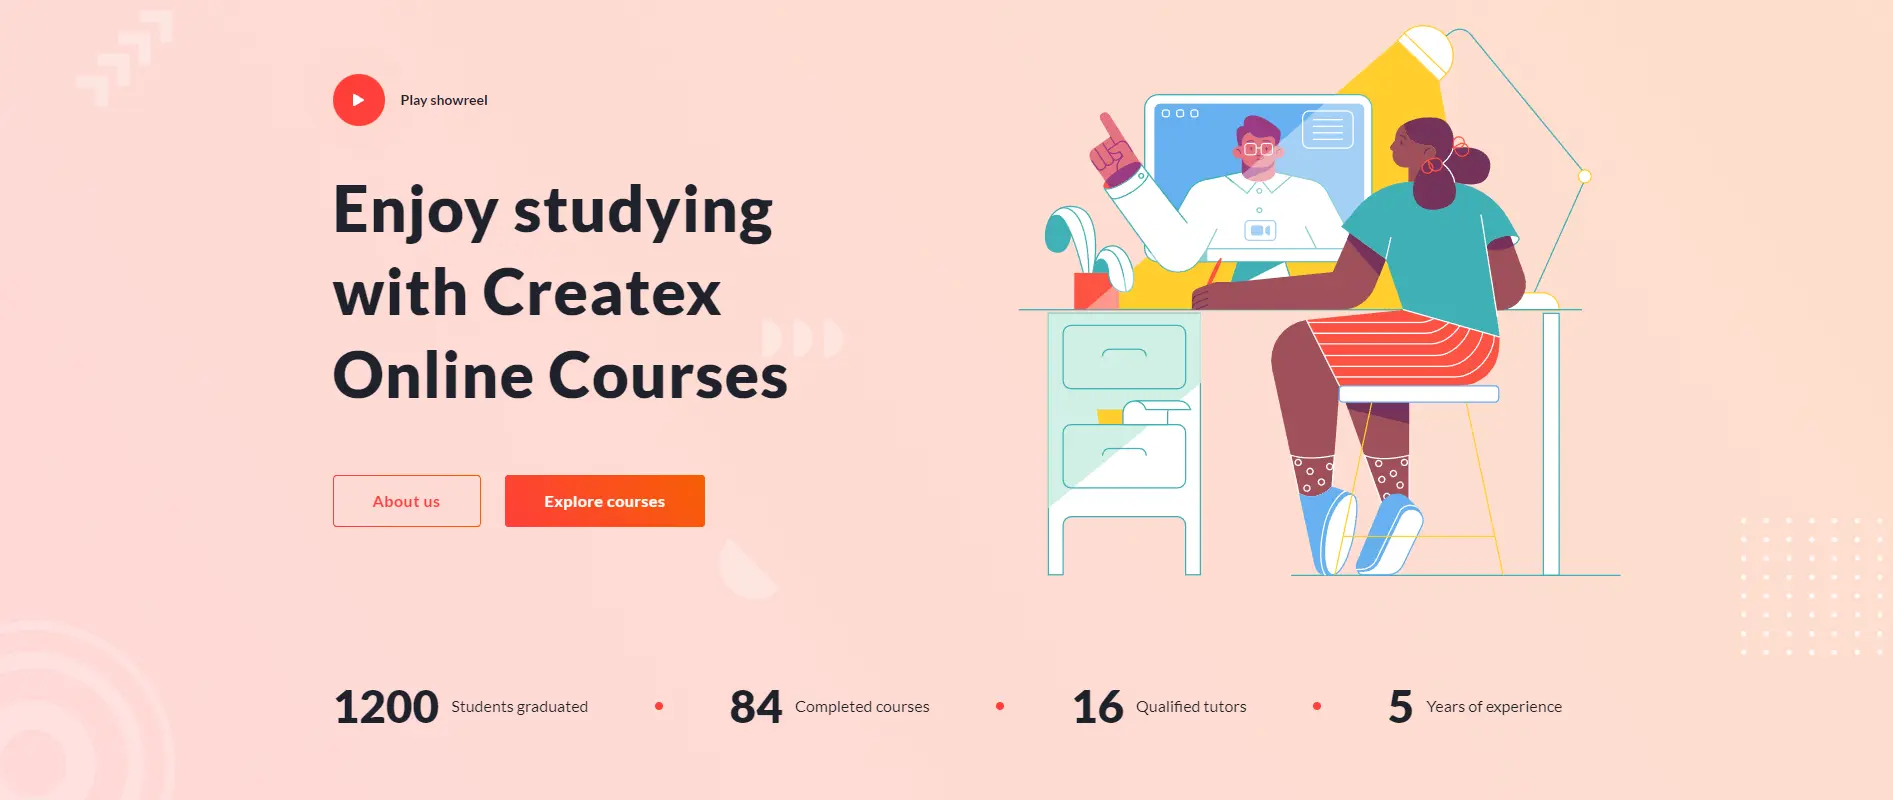 Play showreel
Enjoy studying
with Createx
Online Courses
About us
Explore courses
1200 Students graduated
84 Completed courses
16 Qualified tutors
5 Years of experience